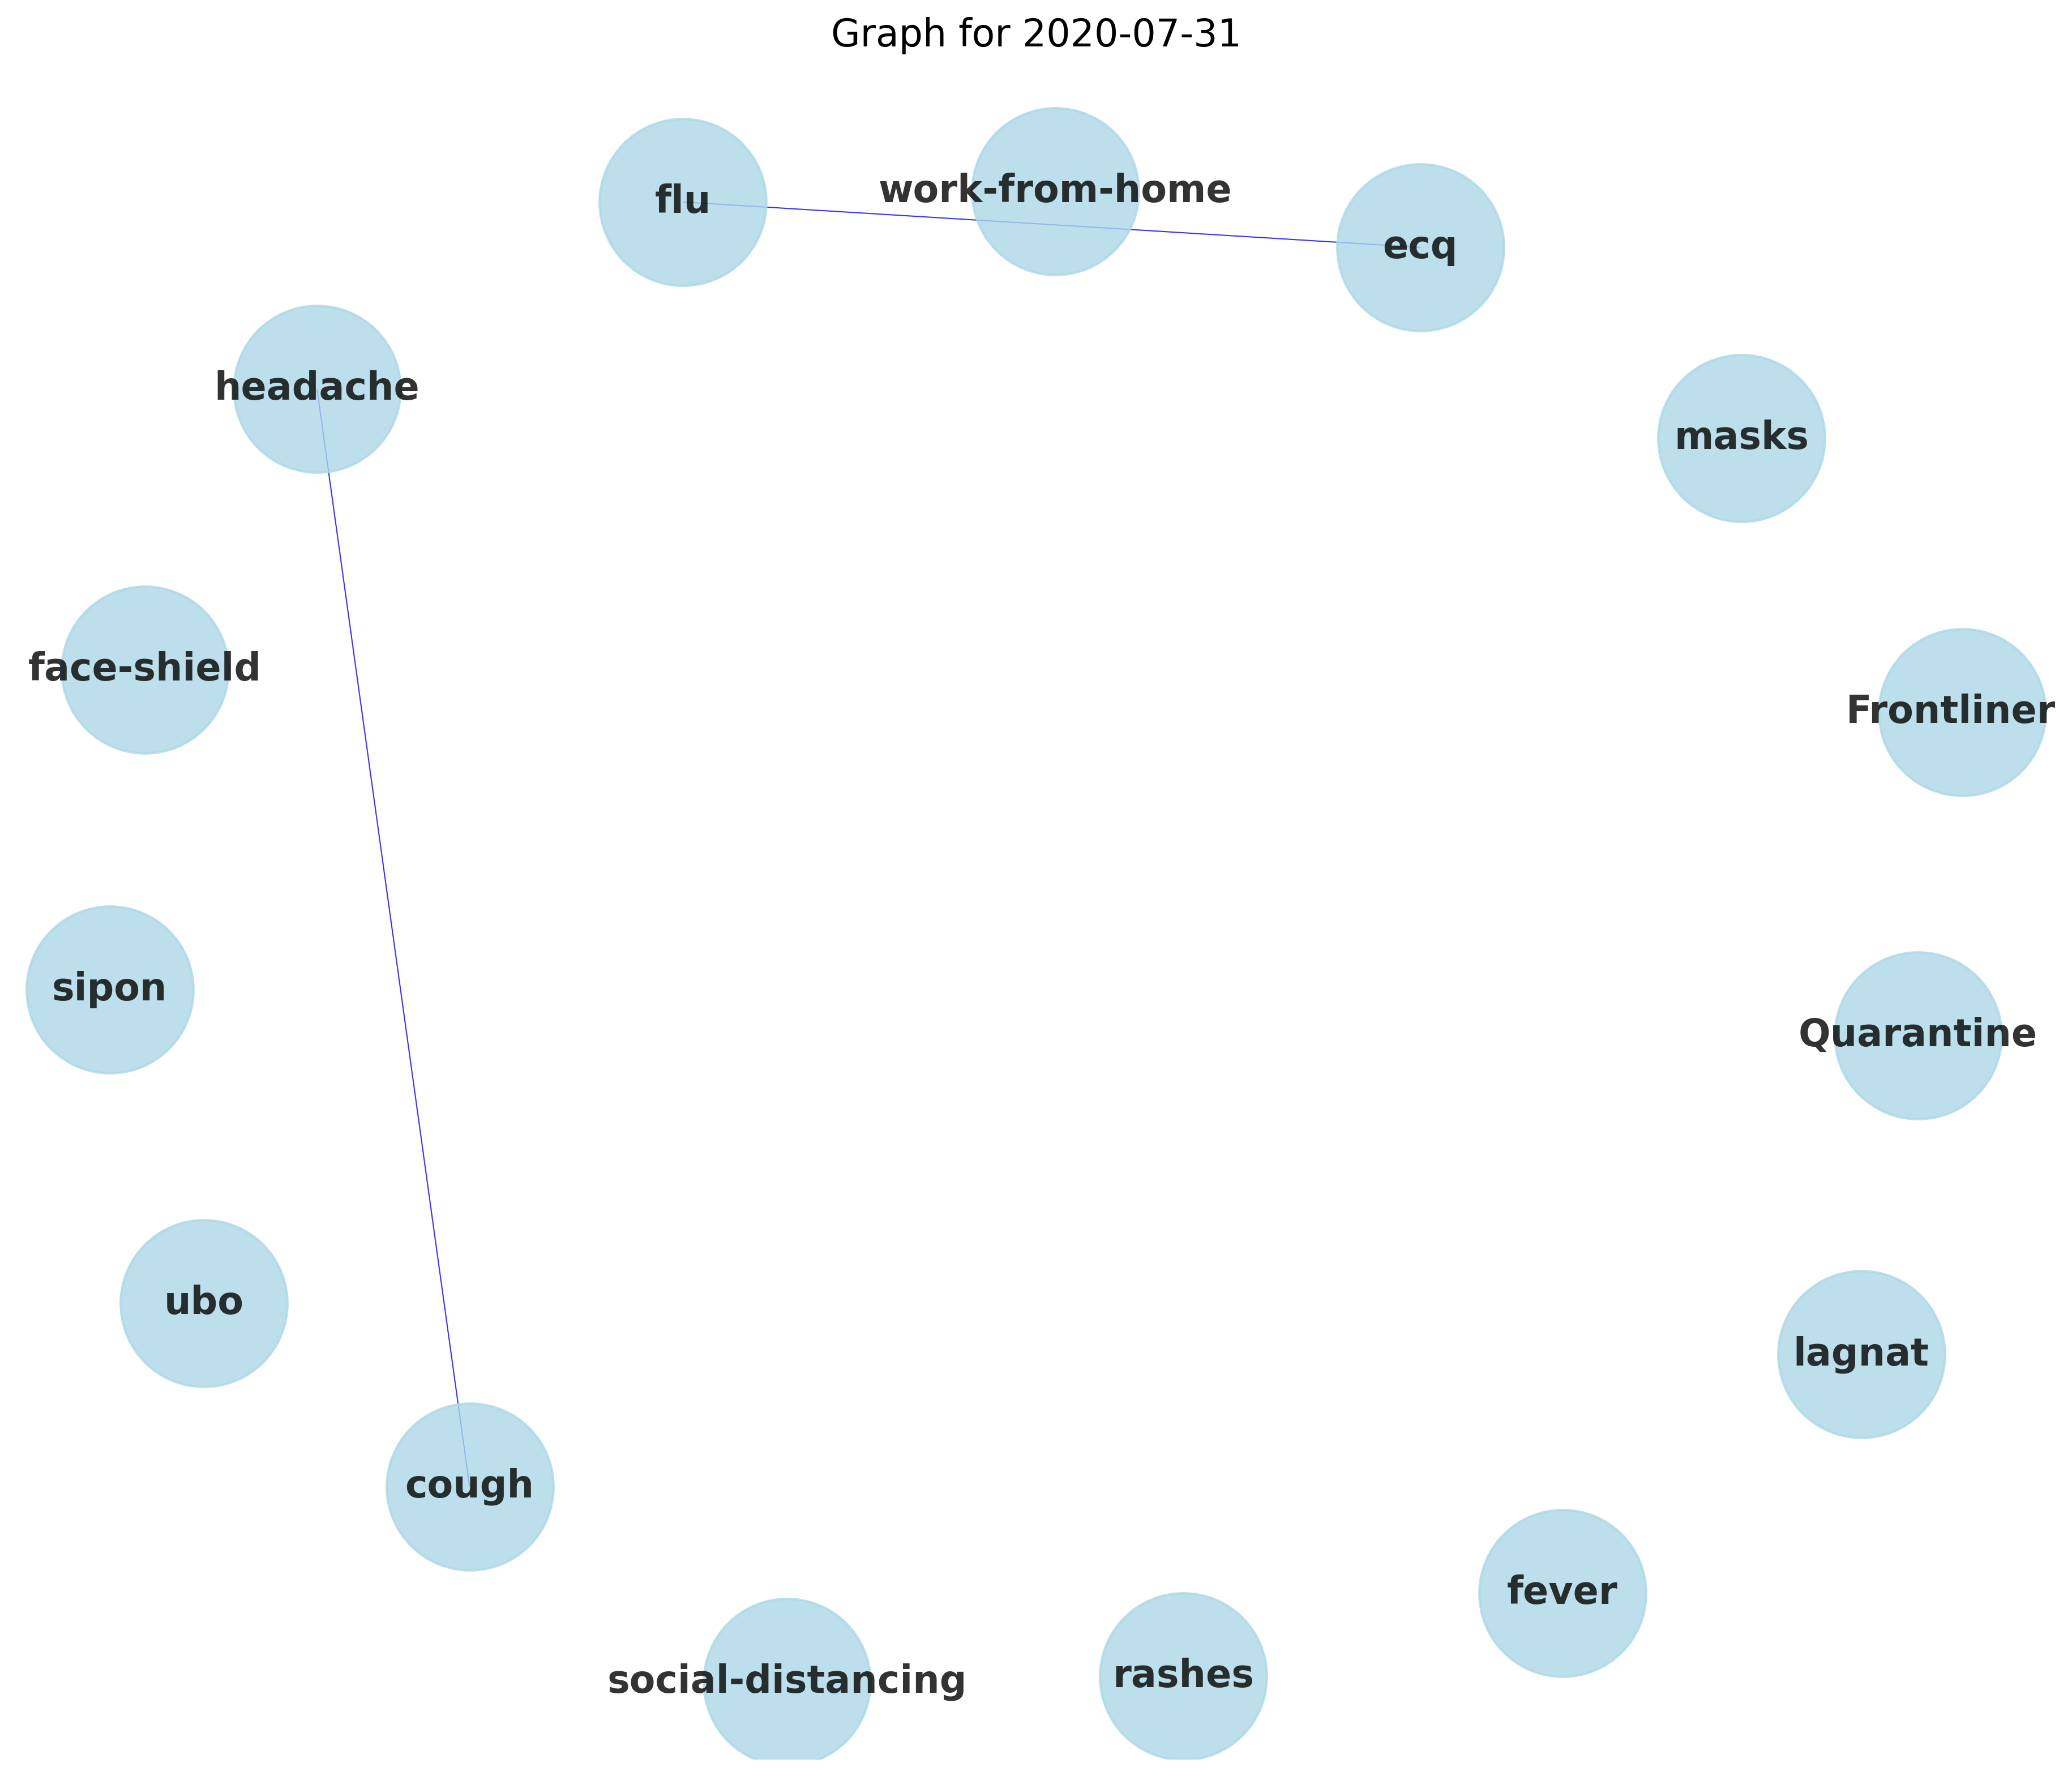 Graph for 2020-07-31
flu
work-from-home
ecq
headache
masks
face-shield
Frontliner
sipon
Quarantine
ubo
lagnat
cough
fever
social-distancing
rashes